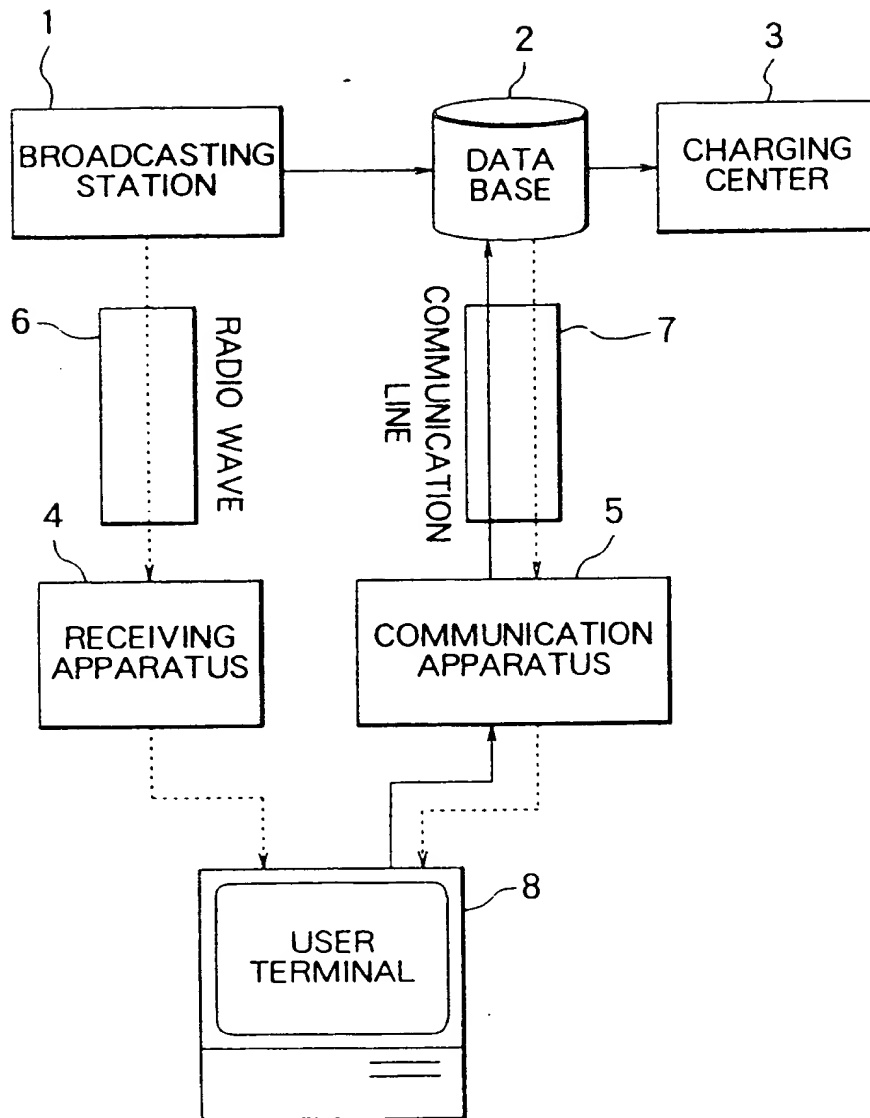 1
2
3
BROADCASTING
STATION
DATA
BASE
CHARGING
CENTER
6
RADIO WAVE
COMMUNICATION
LINE
7
4
5
RECEIVING
APPARATUS
COMMUNICATION
APPARATUS
8
USER
TERMINAL